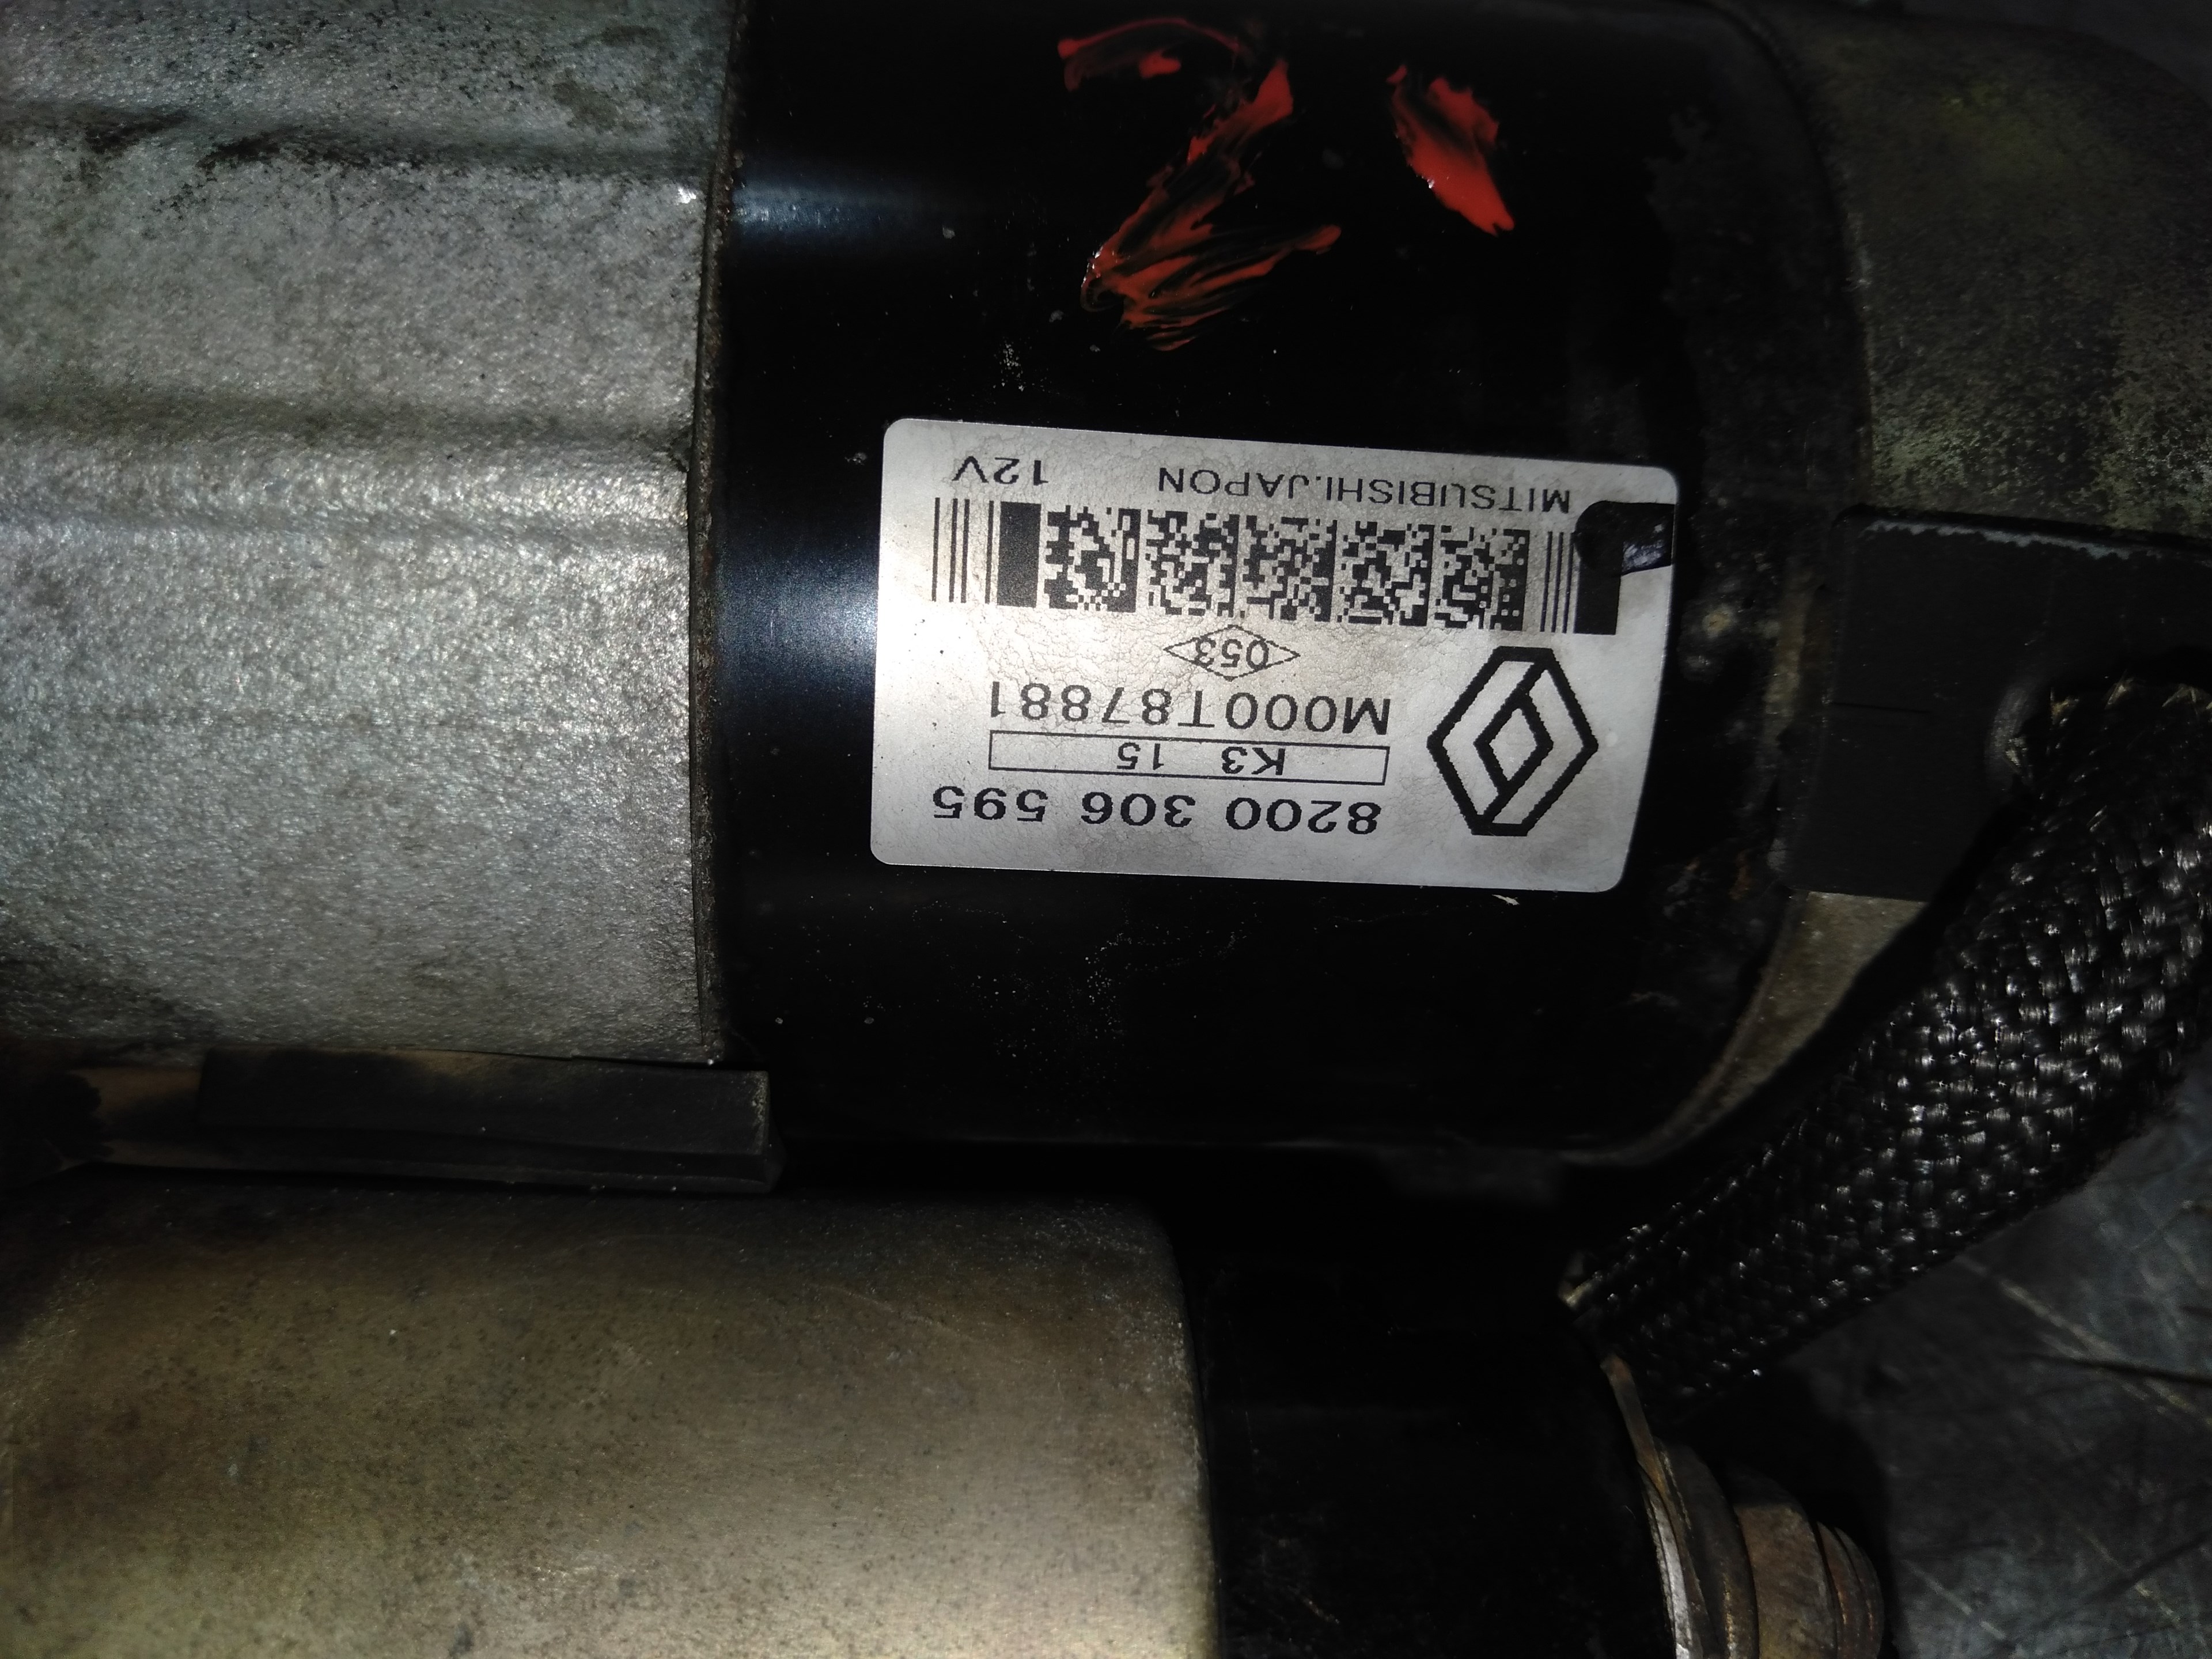 8200 306 595
K3 15
M000T87881
053
MITSUBISHI.JAPON 12V